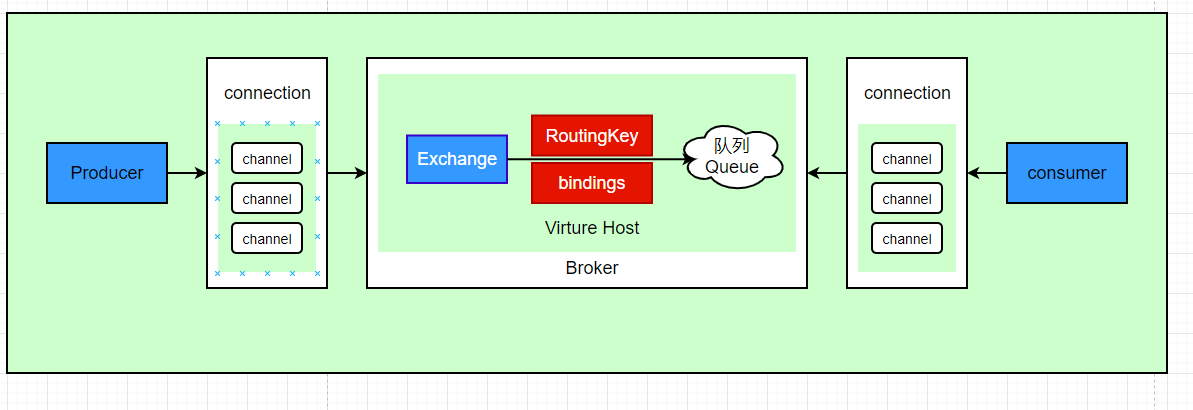 Producer
connection
channel
channel
channel
Exchange
RoutingKey
bindings
队列
Queue
Virture Host
Broker
connection
channel
channel
channel
consumer